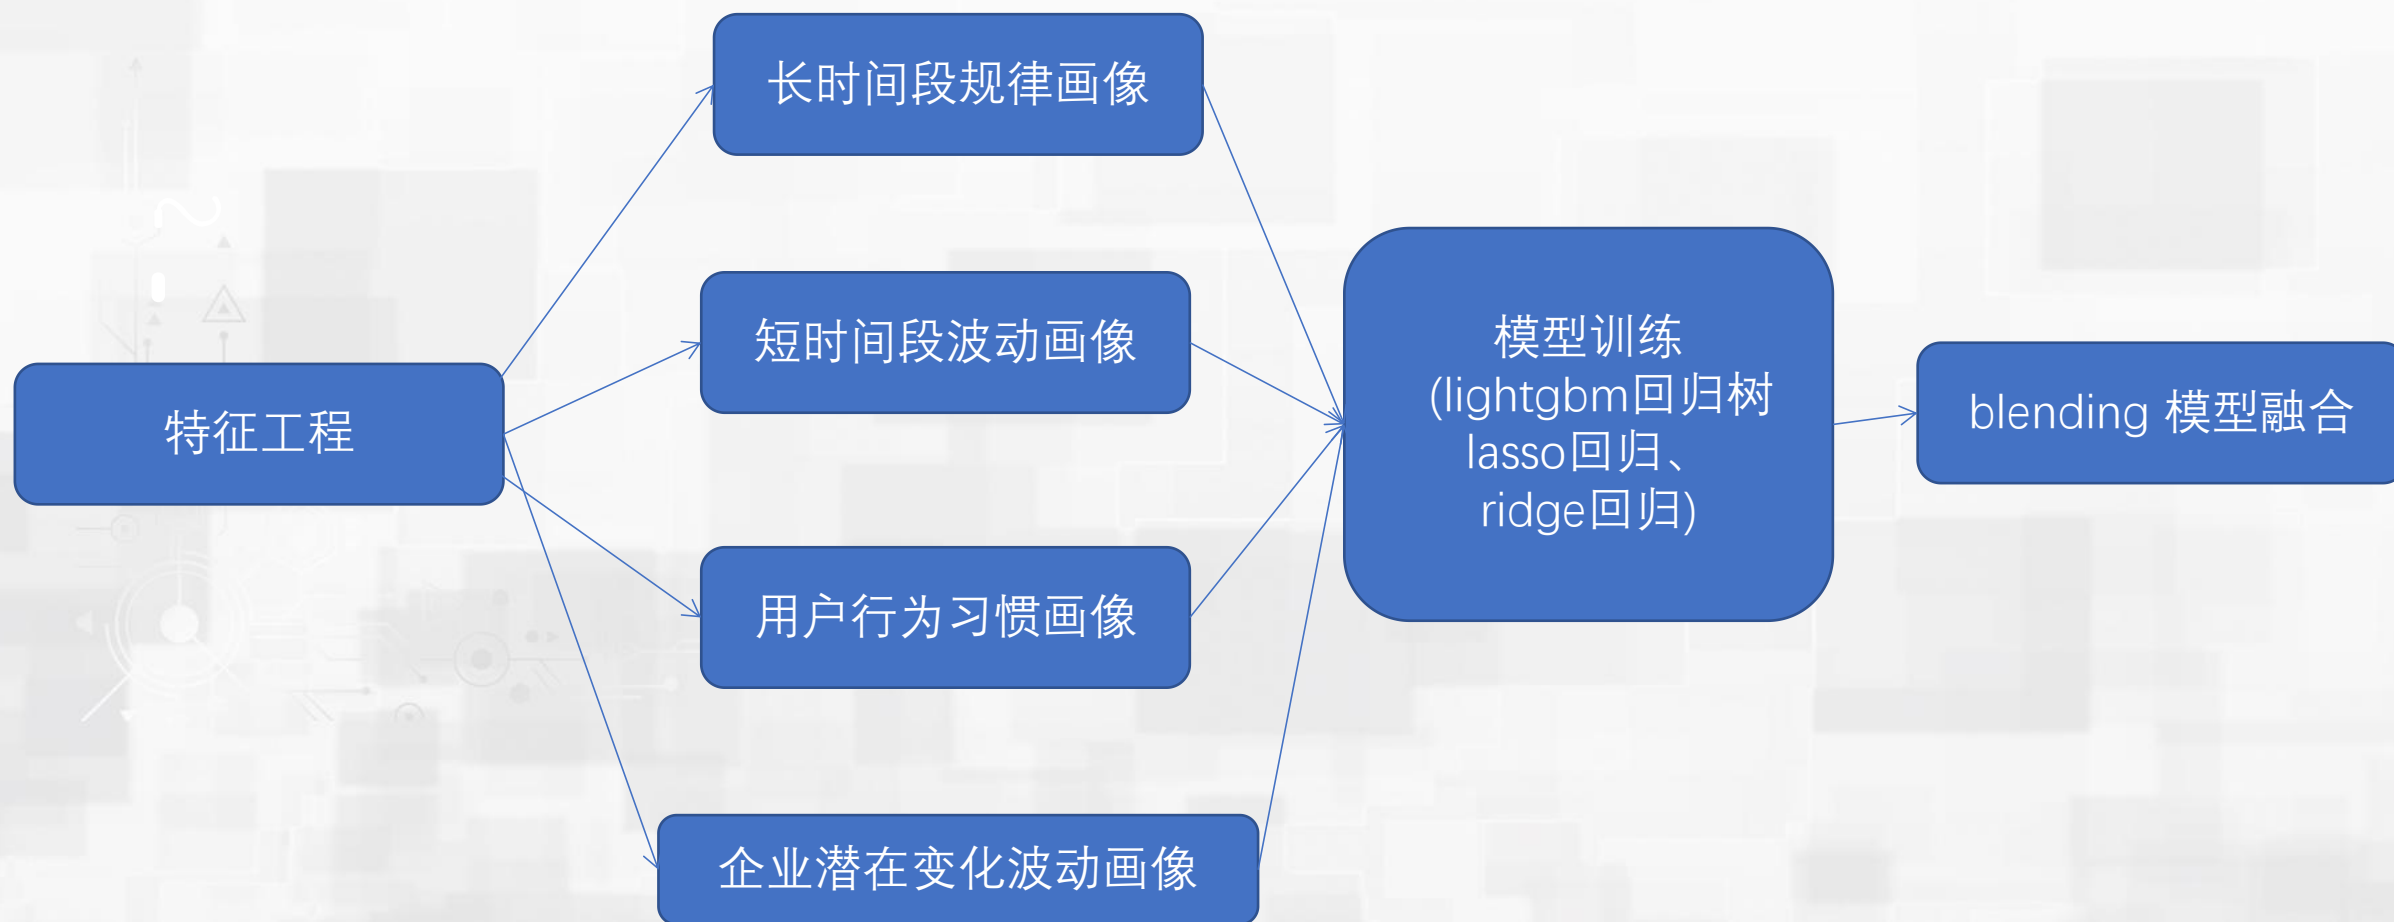 特征工程
长时间段规律画像
短时间段波动画像
用户行为习惯画像
企业潜在变化波动画像
模型训练
(lightgbm回归树
lasso回归、
ridge回归)
blending 模型融合